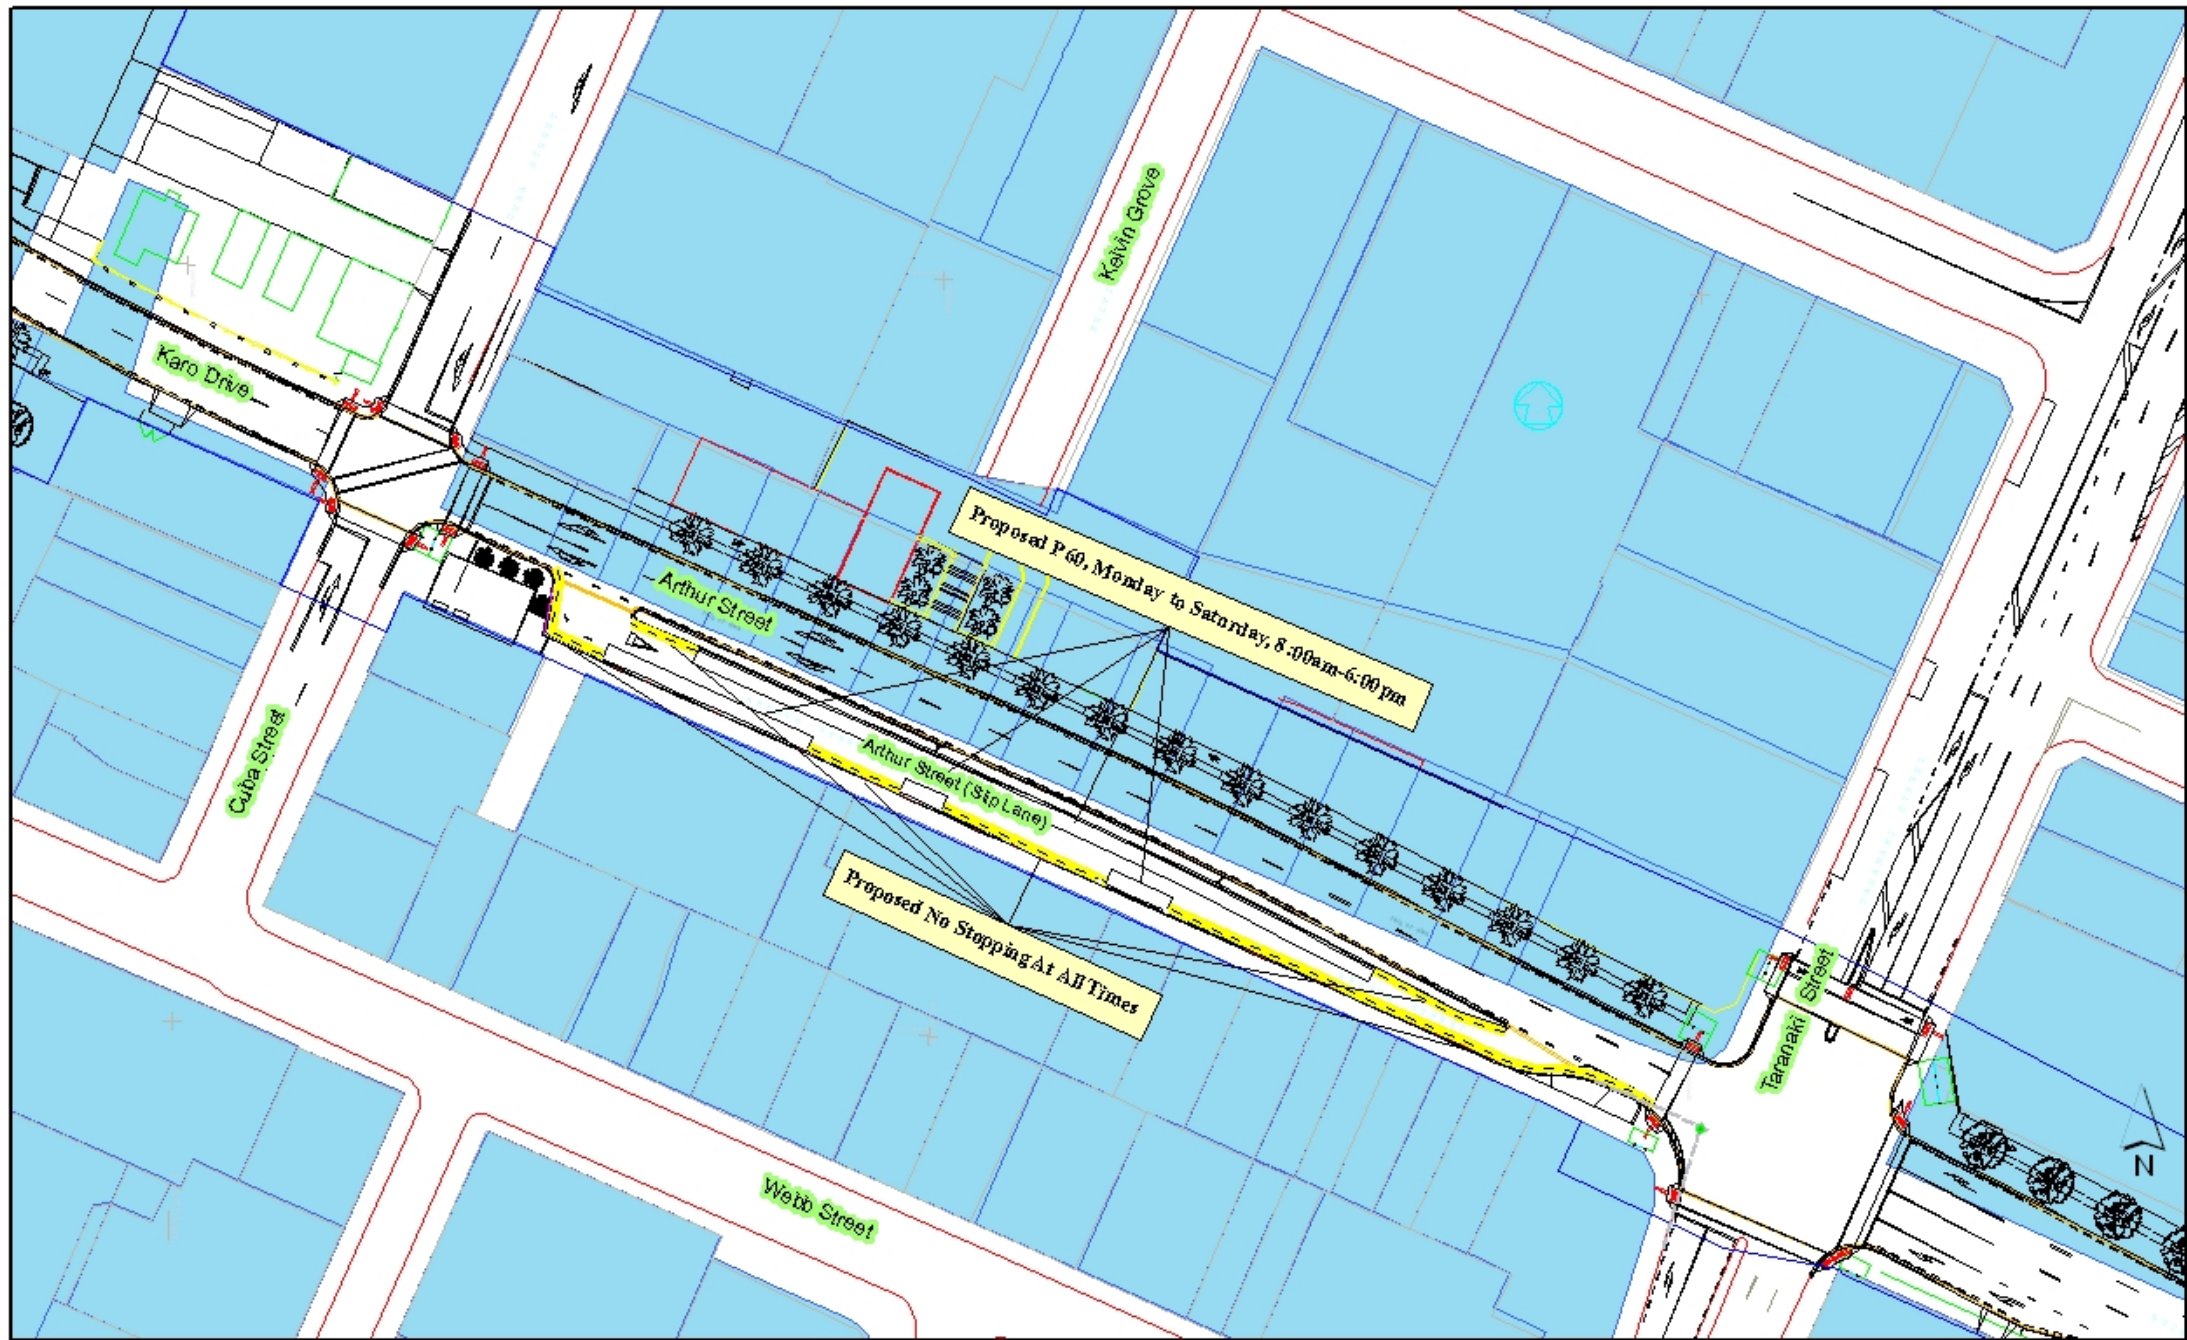 Kelvin Grove
Karo Drive
Proposed P60, Monday to Saturday, 8:00am-6:00pm
Arthur Street
Cuba Street
Arthur Street (Slip Lane)
Proposed No Stopping At All Times
Taranaki Street
Webb Street
N